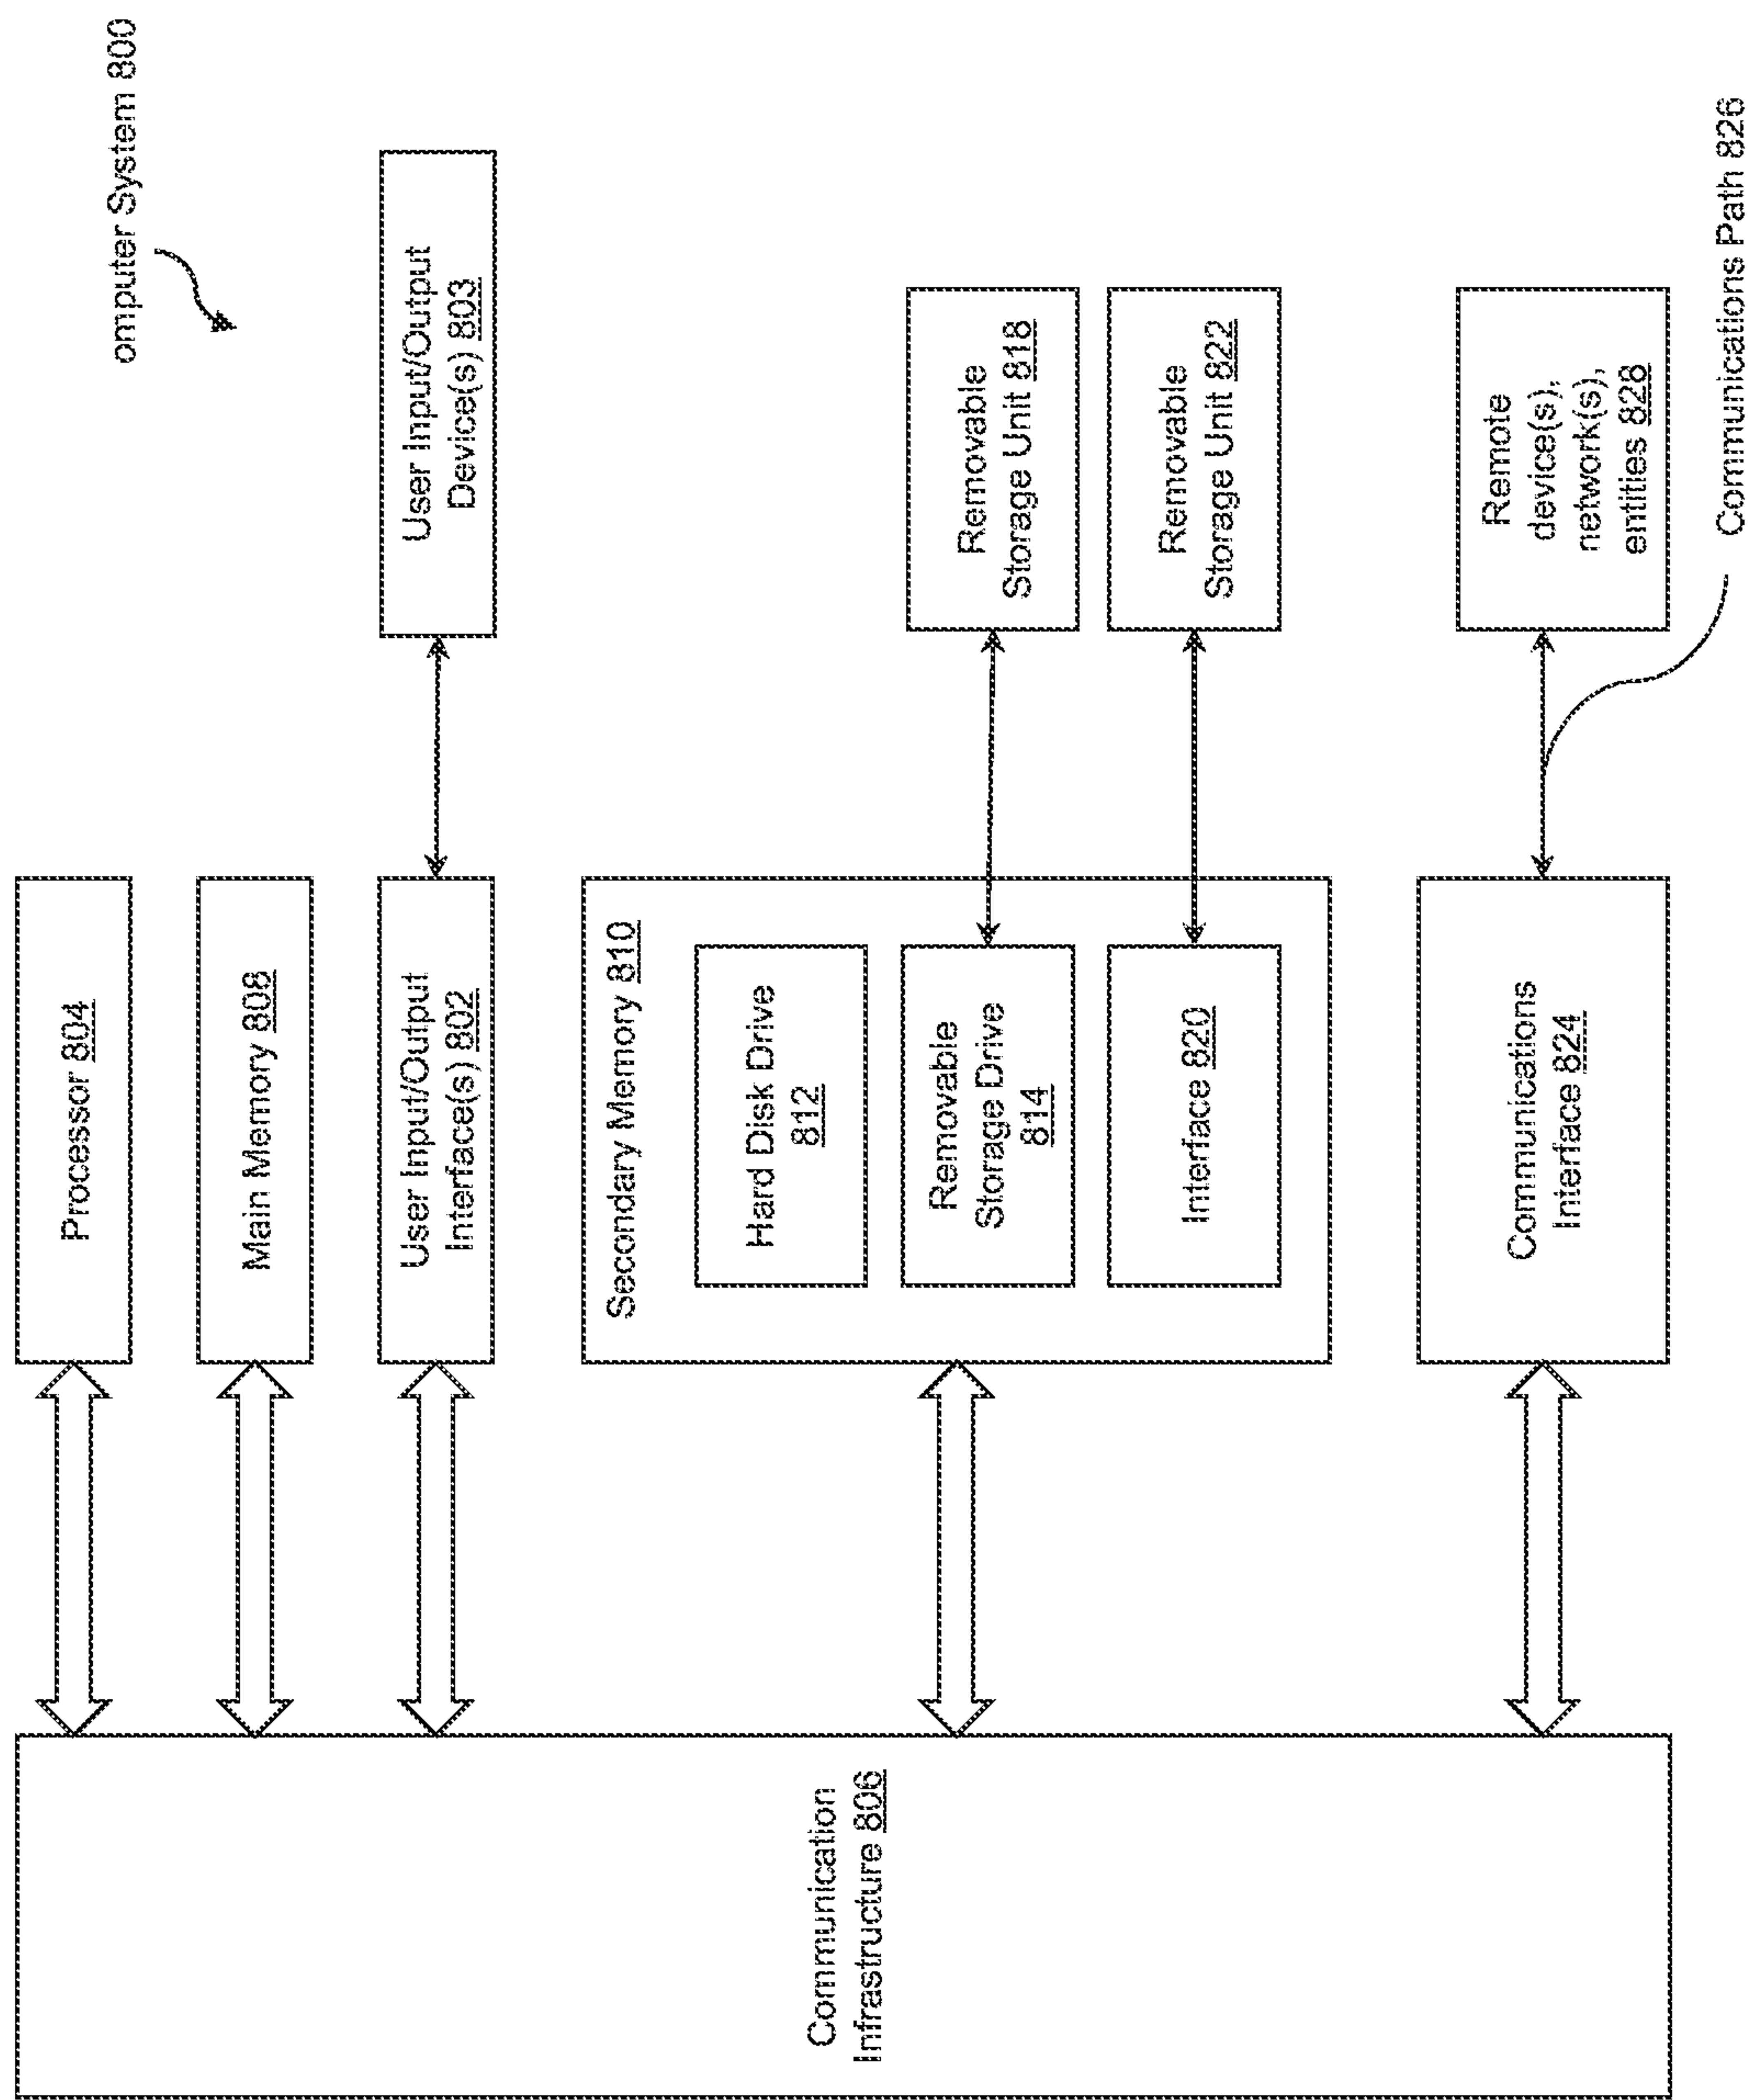 omputer System 800
Processor 804
Main Memory 808
User Input/Output
Interface(s) 802
User Input/Output
Device(s) 803
Secondary Memory 810
Hard Disk Drive
812
Removable
Storage Drive
814
Removable
Storage Unit 818
Interface 820
Removable
Storage Unit 822
Communication
Infrastructure 806
Communications
Interface 824
Remote
device(s),
network(s),
entities 828
Communications Path 826